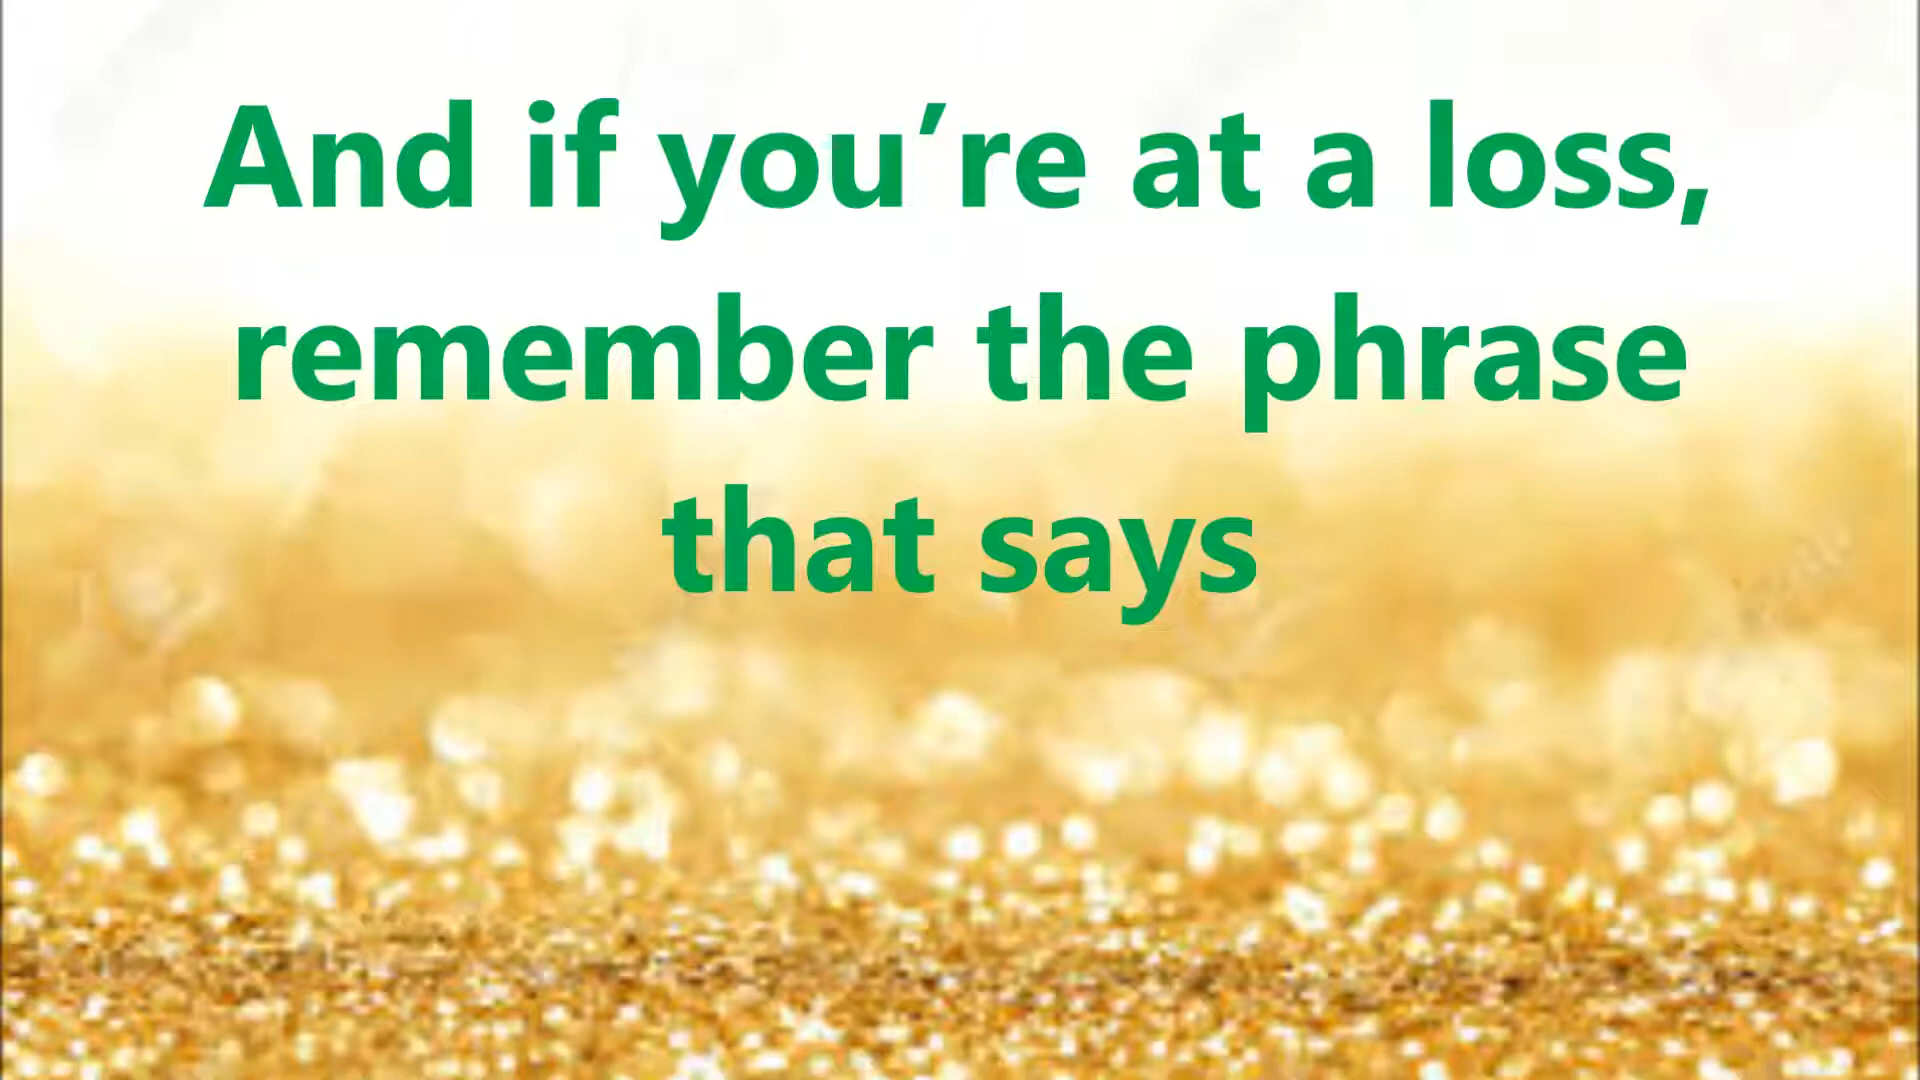 And if you’re at a loss,
remember the phrase
that says